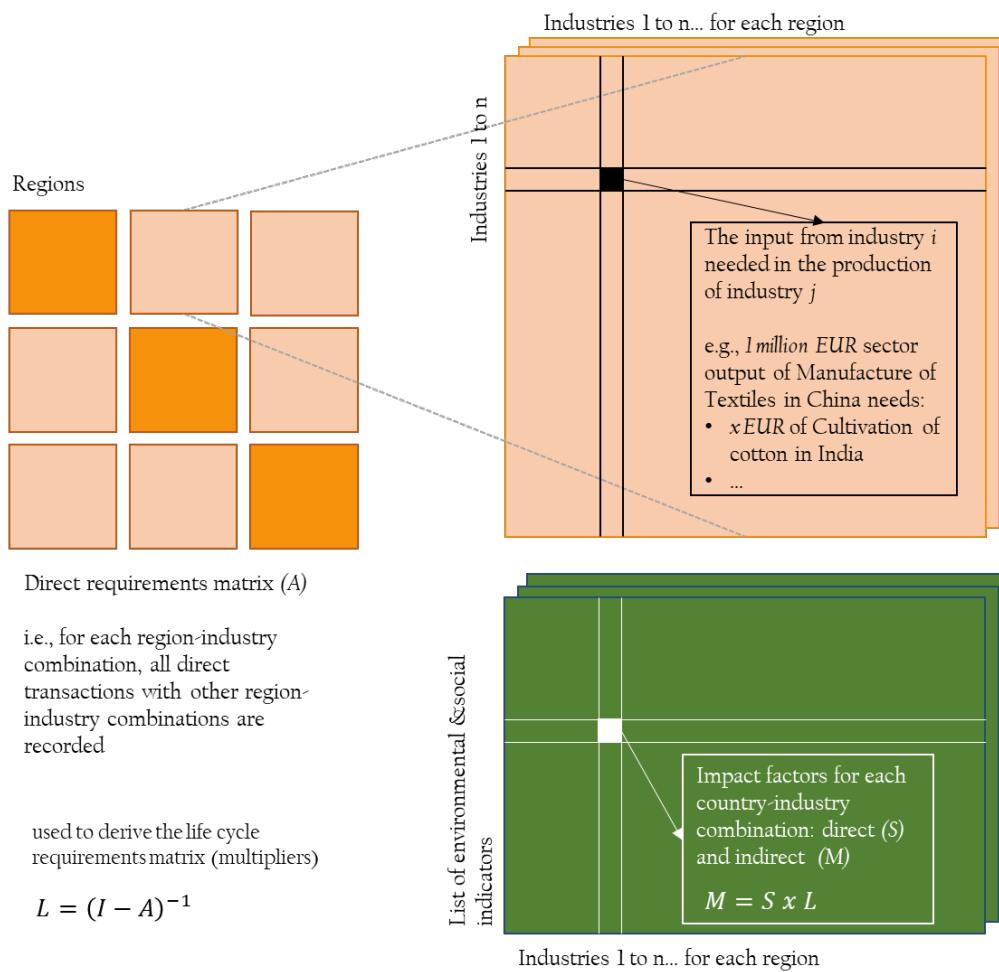 Industries 1 to n... for each region
Industries 1 to n
Regions
The input from industry i
needed in the production
of industry j
e.g., 1 million EUR sector
output of Manufacture of
Textiles in China needs:
• x EUR of Cultivation of
cotton in India
• ...
Direct requirements matrix (A)
i.e., for each region-industry
combination, all direct
transactions with other region-
industry combinations are
recorded
used to derive the life cycle
requirements matrix (multipliers)
L = (I − A)⁻¹
List of environmental &social
indicators
Impact factors for each
country-industry
combination: direct (S)
and indirect (M)
M = S x L
Industries 1 to n... for each region